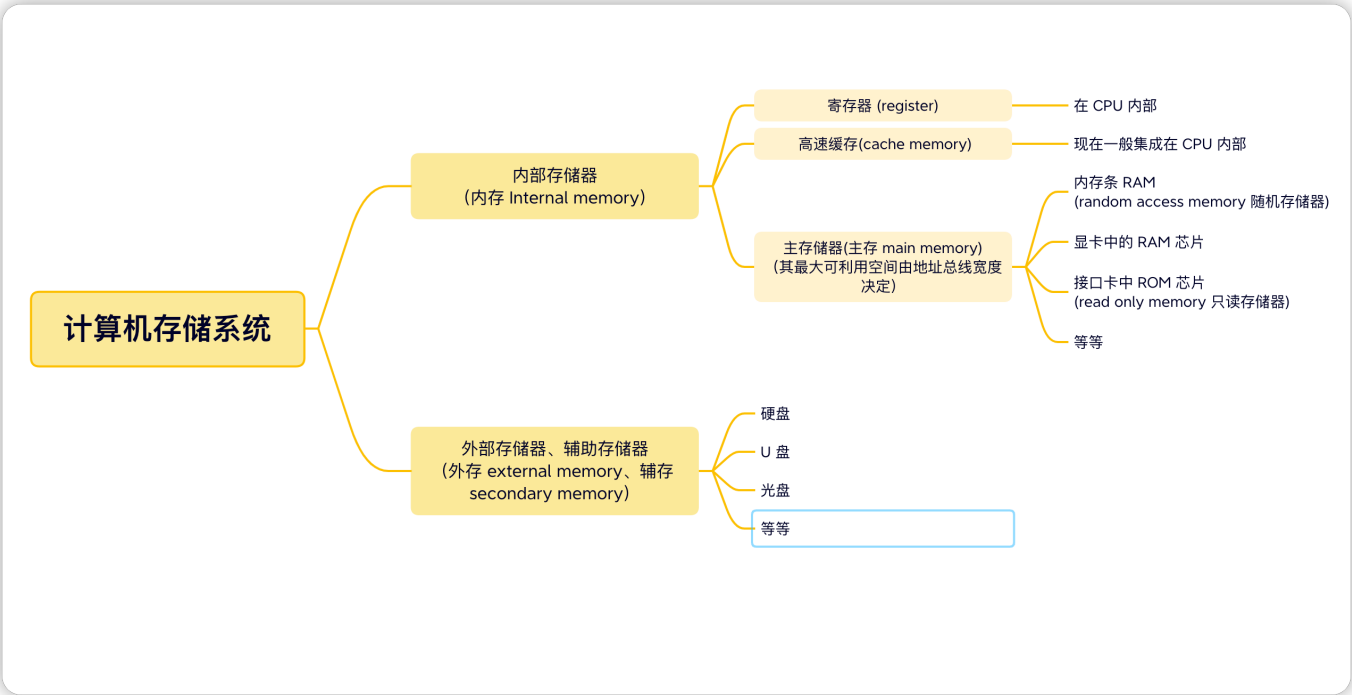 计算机存储系统
内部存储器
（内存 Internal memory）
寄存器 (register)
在 CPU 内部
高速缓存(cache memory)
现在一般集成在 CPU 内部
主存储器(主存 main memory)
（其最大可利用空间由地址总线宽度
决定）
内存条 RAM
(random access memory 随机存储器)
显卡中的 RAM 芯片
接口卡中 ROM 芯片
(read only memory 只读存储器)
等等
外部存储器、辅助存储器
（外存 external memory、辅存
secondary memory）
硬盘
U 盘
光盘
等等